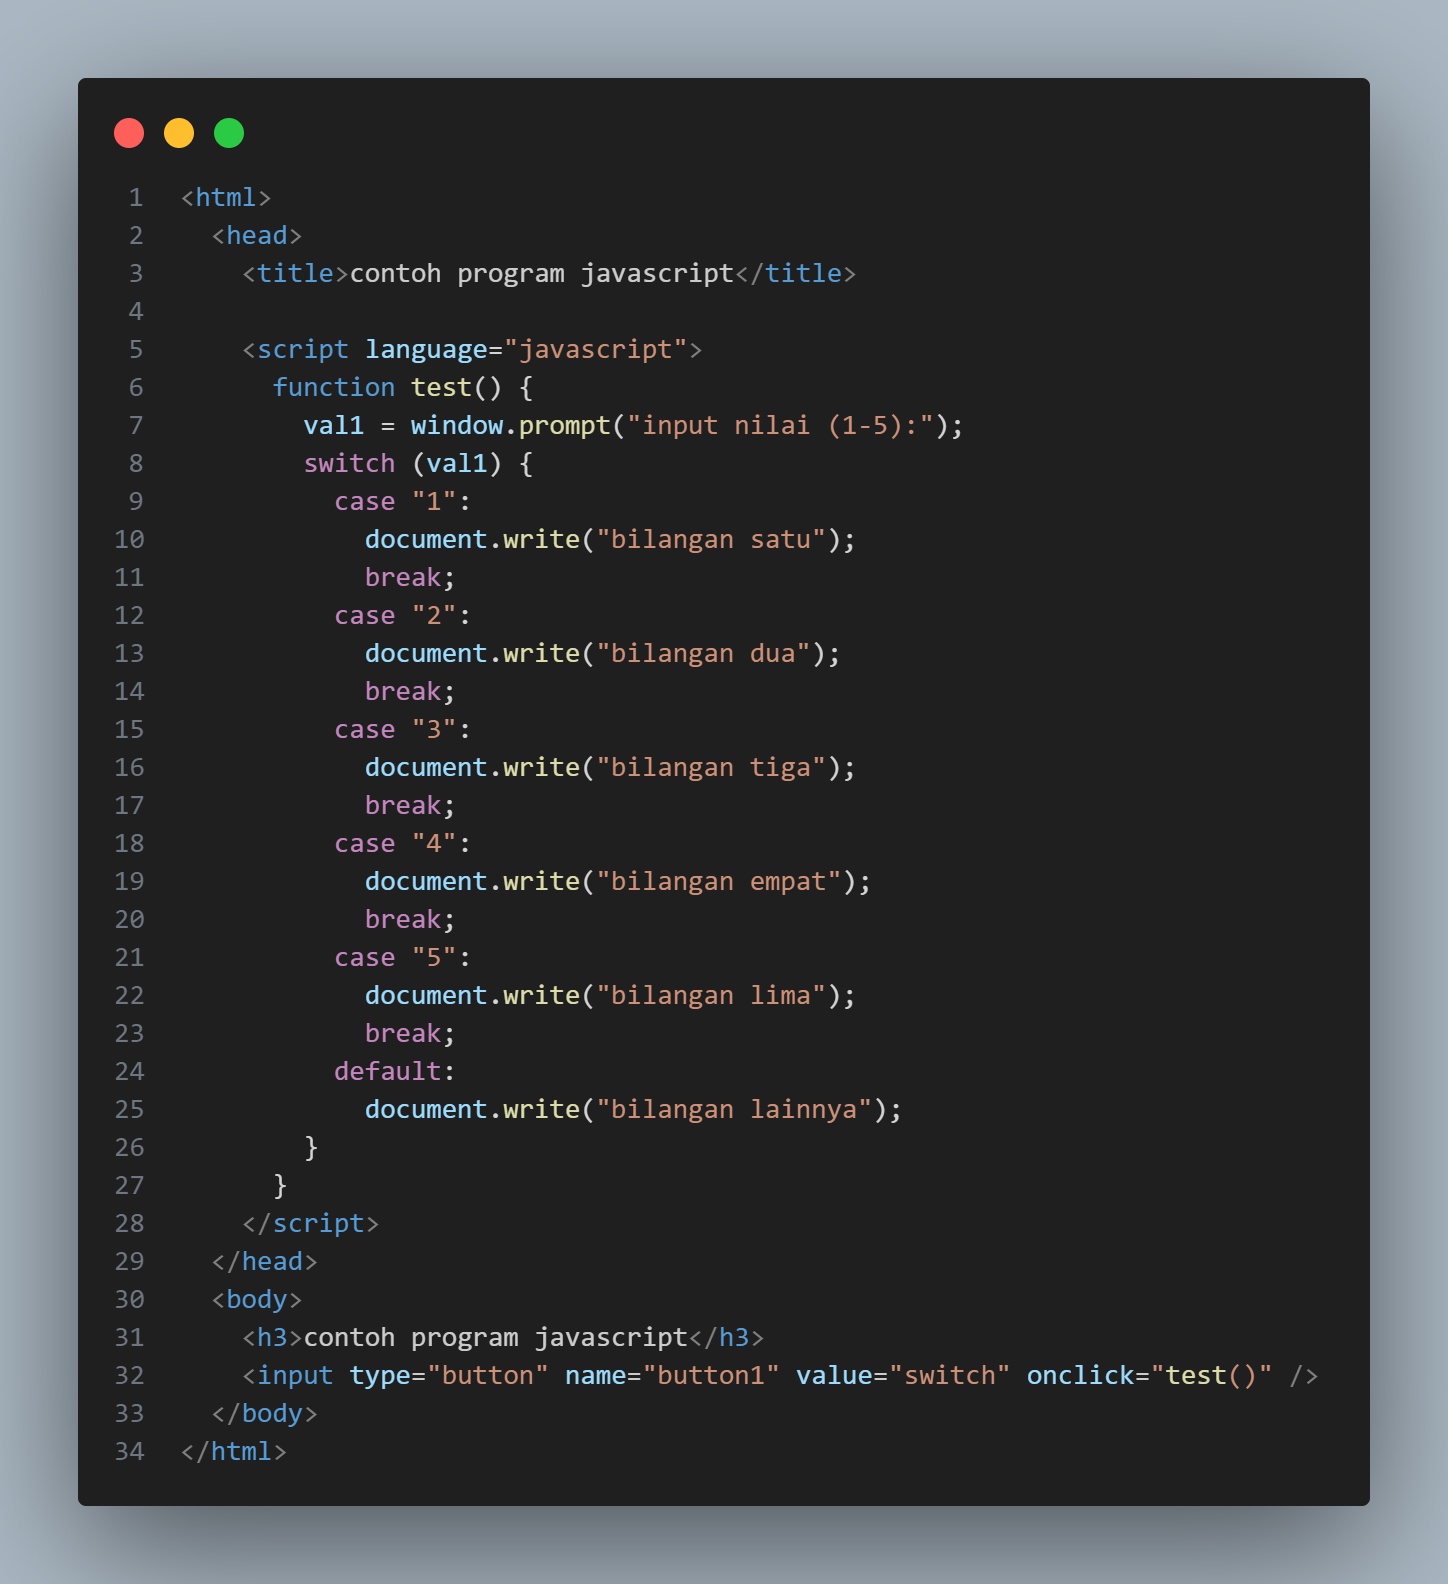 1 <html>
2   <head>
3     <title>contoh program javascript</title>
4
5     <script language="javascript">
6       function test() {
7         val1 = window.prompt("input nilai (1-5):");
8         switch (val1) {
9           case "1":
10             document.write("bilangan satu");
11             break;
12           case "2":
13             document.write("bilangan dua");
14             break;
15           case "3":
16             document.write("bilangan tiga");
17             break;
18           case "4":
19             document.write("bilangan empat");
20             break;
21           case "5":
22             document.write("bilangan lima");
23             break;
24           default:
25             document.write("bilangan lainnya");
26         }
27       }
28     </script>
29   </head>
30   <body>
31     <h3>contoh program javascript</h3>
32     <input type="button" name="button1" value="switch" onclick="test()" />
33   </body>
34 </html>